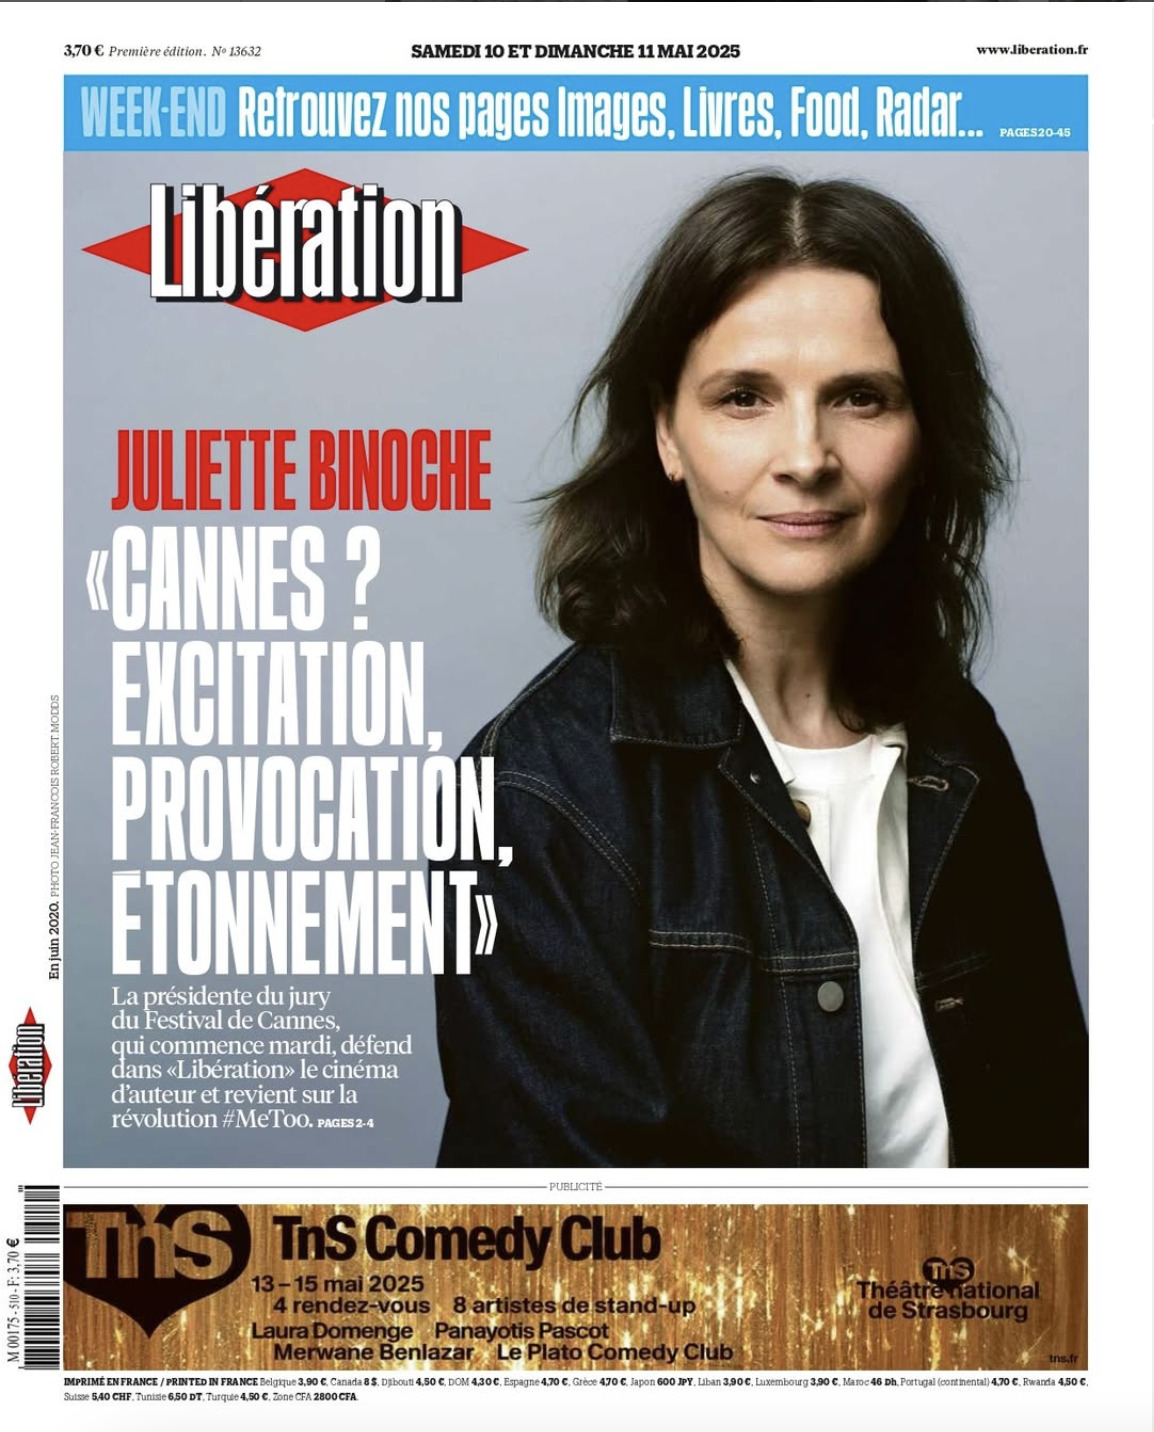 3,70 € Première édition. Nº 13632
SAMEDI 10 ET DIMANCHE 11 MAI 2025
www.liberation.fr
WEEK-END Retrouvez nos pages Images, Livres, Food, Radar... PAGES 20-45
Libération
JULIETTE BINOCHE
«CANNES ?
EXCITATION,
PROVOCATION,
ÉTONNEMENT»
La présidente du jury
du Festival de Cannes,
qui commence mardi, défend
dans «Libération» le cinéma
d’auteur et revient sur la
révolution #MeToo. PAGES 2-4
En juin 2020. PHOTO JEAN-FRANCOIS ROBERT. MODDS
Libération
M 00175 - 510 - F: 3,70 €
PUBLICITÉ
TnS
TnS Comedy Club
13 – 15 mai 2025
4 rendez-vous 8 artistes de stand-up
Laura Domenge Panayotis Pascot
Merwane Benlazar Le Plato Comedy Club
TnS
Théâtre national
de Strasbourg
tns.fr
IMPRIMÉ EN FRANCE / PRINTED IN FRANCE Belgique 3,90 €, Canada 8 $, Djibouti 4,50 €, DOM 4,30 €, Espagne 4,70 €, Grèce 4,70 €, Japon 600 JPY, Liban 3,90 €, Luxembourg 3,90 €, Maroc 46 Dh, Portugal (continental) 4,70 €, Rwanda 4,50 €,
Suisse 5,40 CHF, Tunisie 6,50 DT, Turquie 4,50 €, Zone CFA 2800 CFA.